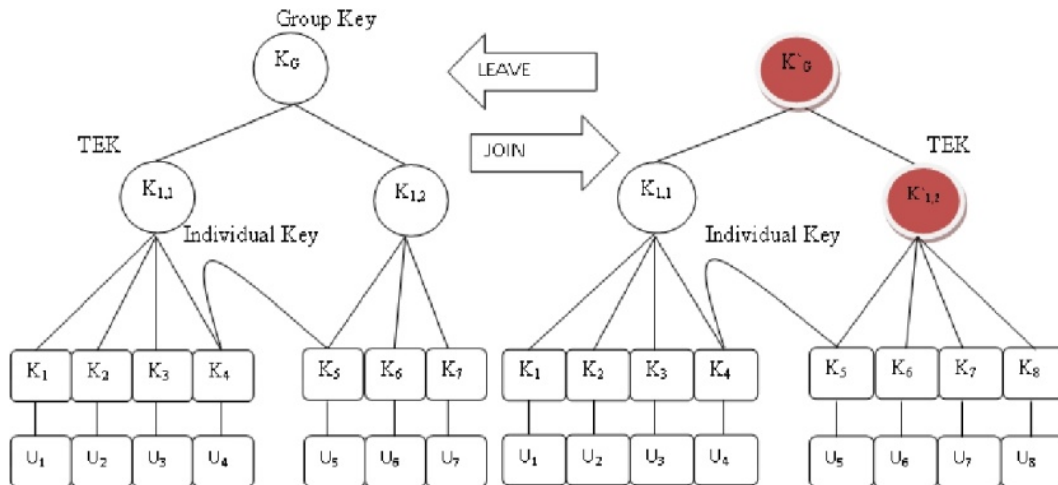 Group Key
K_G
LEAVE
K`_G
TEK
JOIN
TEK
K_1,1
K_1,2
K_1,1
K`_1,2
Individual Key
Individual Key
K_1 K_2 K_3 K_4 K_5 K_6 K_7 K_1 K_2 K_3 K_4 K_5 K_6 K_7 K_8
U_1 U_2 U_3 U_4 U_5 U_6 U_7 U_1 U_2 U_3 U_4 U_5 U_6 U_7 U_8